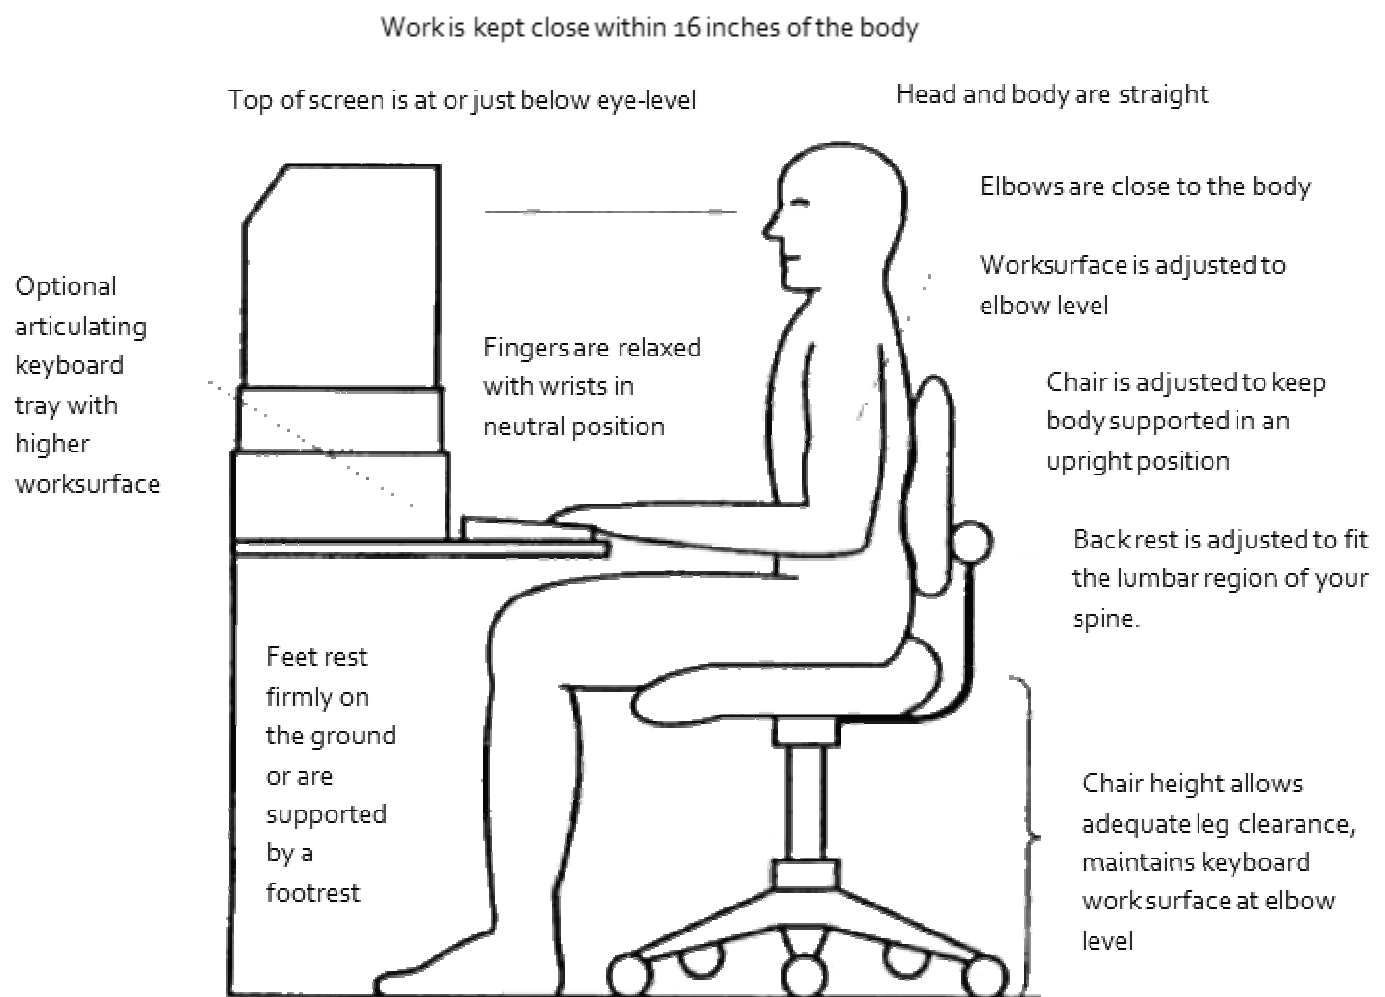 Work is kept close within 16 inches of the body
Top of screen is at or just below eye-level
Head and body are straight
Elbows are close to the body
Worksurface is adjusted to
elbow level
Optional
articulating
keyboard
tray with
higher
worksurface
Fingers are relaxed
with wrists in
neutral position
Chair is adjusted to keep
body supported in an
upright position
Backrest is adjusted to fit
the lumbar region of your
spine.
Feet rest
firmly on
the ground
or are
supported
by a
footrest
Chair height allows
adequate leg clearance,
maintains keyboard
worksurface at elbow
level